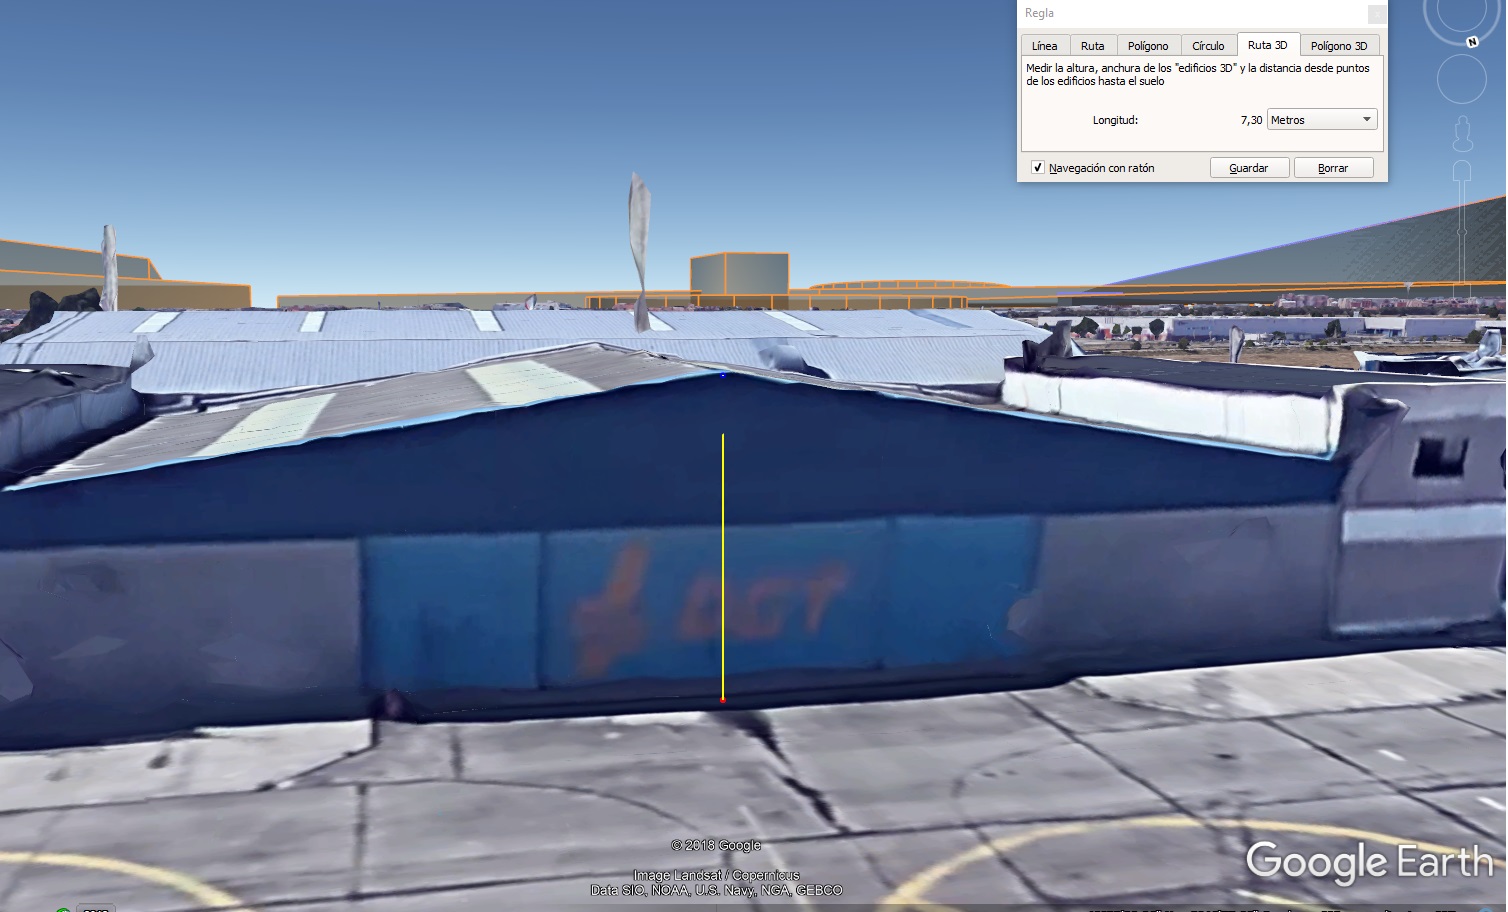 Regla
Línea Ruta Polígono Círculo Ruta 3D Polígono 3D
Medir la altura, anchura de los "edificios 3D" y la distancia desde puntos
de los edificios hasta el suelo
Longitud: 7,30 Metros
Navegación con ratón Guardar Borrar
N
DGT
© 2018 Google
Image Landsat / Copernicus
Data SIO, NOAA, U.S. Navy, NGA, GEBCO
Google Earth